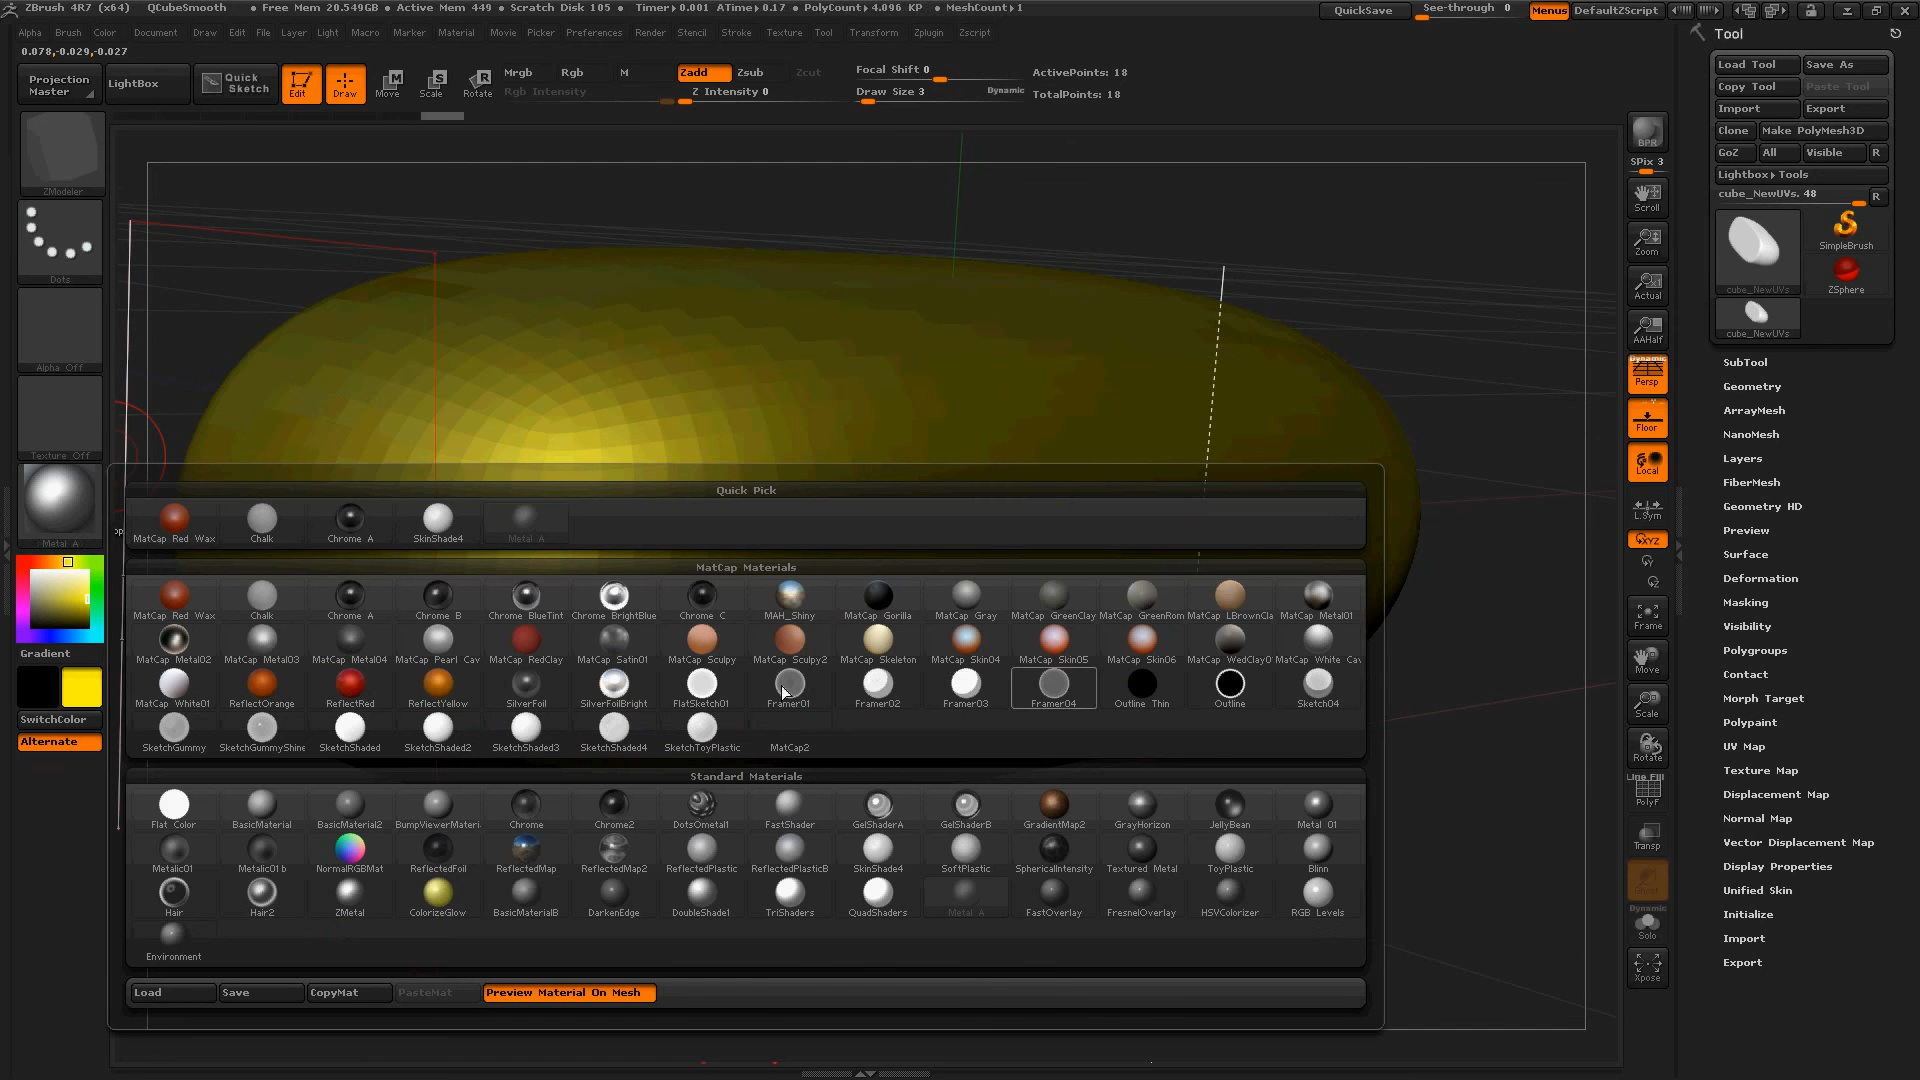 ZBrush 4R7 (x64) QCubeSmooth • Free Mem 20.549GB • Active Mem 449 • Scratch Disk 105 • Timer▸0.001 ATime▸0.17 • PolyCount▸4.096 KP • MeshCount▸1 QuickSave See-through 0 Menus DefaultZScript
Alpha Brush Color Document Draw Edit File Layer Light Macro Marker Material Movie Picker Preferences Render Stencil Stroke Texture Tool Transform Zplugin Zscript
0.078,-0.029,-0.027
Projection Master
LightBox
Quick Sketch
Edit
Draw
Move
Scale
Rotate
Mrgb Rgb M
Rgb Intensity
Zadd Zsub Zcut
Z Intensity 0
Focal Shift 0
Draw Size 3
Dynamic
ActivePoints: 18
TotalPoints: 18
ZModeler
Dots
Alpha Off
Texture Off
Metal A
Gradient
SwitchColor
Alternate
Quick Pick
MatCap Red Wax Chalk Chrome A SkinShade4 Metal A
MatCap Materials
MatCap Red Wax Chalk Chrome A Chrome B Chrome BlueTint Chrome BrightBlue Chrome C MAH_Shiny MatCap Gorilla MatCap Gray MatCap GreenClay MatCap GreenRom MatCap LBrownCla MatCap Metal01
MatCap Metal02 MatCap Metal03 MatCap Metal04 MatCap Pearl Cav MatCap RedClay MatCap Satin01 MatCap Sculpy MatCap Sculpy2 MatCap Skeleton MatCap Skin04 MatCap Skin05 MatCap Skin06 MatCap WedClay0 MatCap White Cav
MatCap White01 ReflectOrange ReflectRed ReflectYellow SilverFoil SilverFoilBright FlatSketch01 Framer01 Framer02 Framer03 Framer04 Outline Thin Outline Sketch04
SketchGummy SketchGummyShine SketchShaded SketchShaded2 SketchShaded3 SketchShaded4 SketchToyPlastic MatCap2
Standard Materials
Flat Color BasicMaterial BasicMaterial2 BumpViewerMateri Chrome Chrome2 DotsOmetal1 FastShader GelShaderA GelShaderB GradientMap2 GrayHorizon JellyBean Metal 01
Metalic01 Metalic01 b NormalRGBMat ReflectedFoil ReflectedMap ReflectedMap2 ReflectedPlastic ReflectedPlasticB SkinShade4 SoftPlastic SphericalIntensity Textured Metal ToyPlastic Blinn
Hair Hair2 ZMetal ColorizeGlow BasicMaterialB DarkenEdge DoubleShade1 TriShaders QuadShaders Metal A FastOverlay FresnelOverlay HSVColorizer RGB Levels
Environment
Load Save CopyMat PasteMat Preview Material On Mesh
BPR
SPix 3
Scroll
Zoom
Actual
AAHalf
Dynamic
Persp
Floor
Local
L.Sym
XYZ
Frame
Move
Scale
Rotate
Line Fill
PolyF
Transp
Ghost
Dynamic
Solo
Xpose
Tool
Load Tool Save As
Copy Tool Paste Tool
Import Export
Clone Make PolyMesh3D
GoZ All Visible R
Lightbox▸Tools
cube_NewUVs. 48 R
SimpleBrush
cube_NewUVs ZSphere
cube_NewUVs
SubTool
Geometry
ArrayMesh
NanoMesh
Layers
FiberMesh
Geometry HD
Preview
Surface
Deformation
Masking
Visibility
Polygroups
Contact
Morph Target
Polypaint
UV Map
Texture Map
Displacement Map
Normal Map
Vector Displacement Map
Display Properties
Unified Skin
Initialize
Import
Export